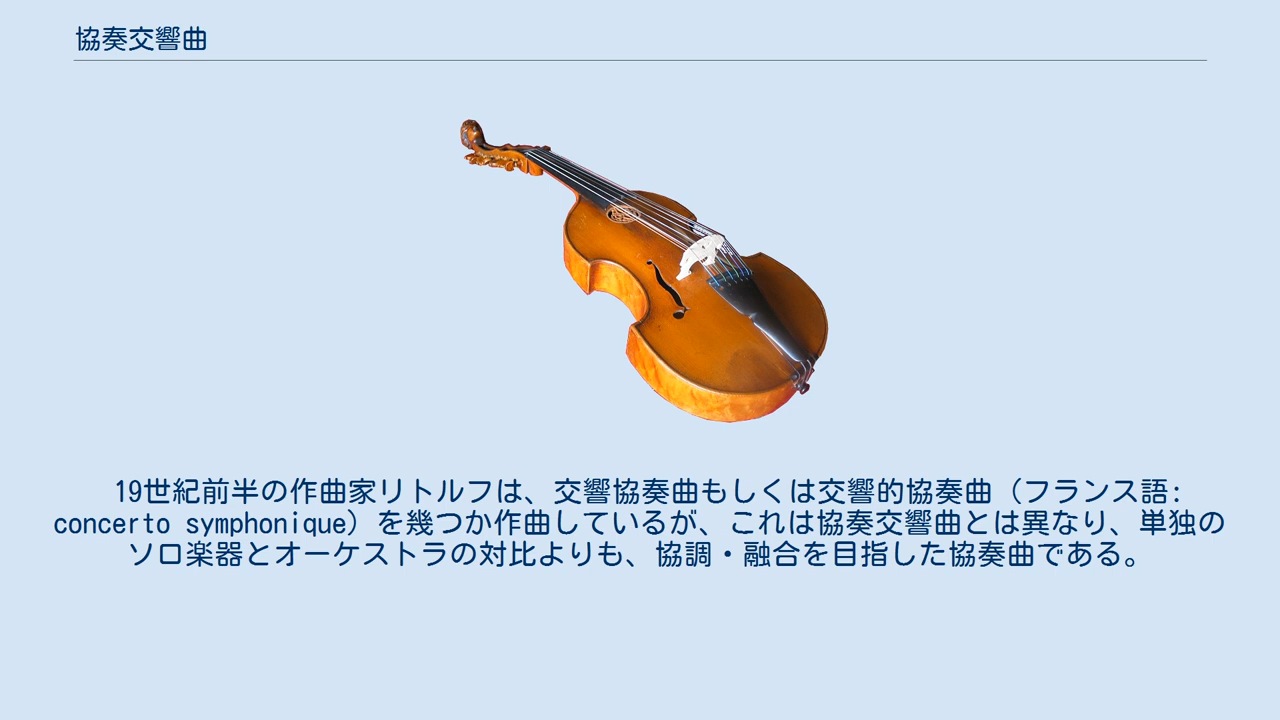 協奏交響曲
19世紀前半の作曲家リトルフは、交響協奏曲もしくは交響的協奏曲（フランス語:
concerto symphonique）を幾つか作曲しているが、これは協奏交響曲とは異なり、単独の
ソロ楽器とオーケストラの対比よりも、協調・融合を目指した協奏曲である。